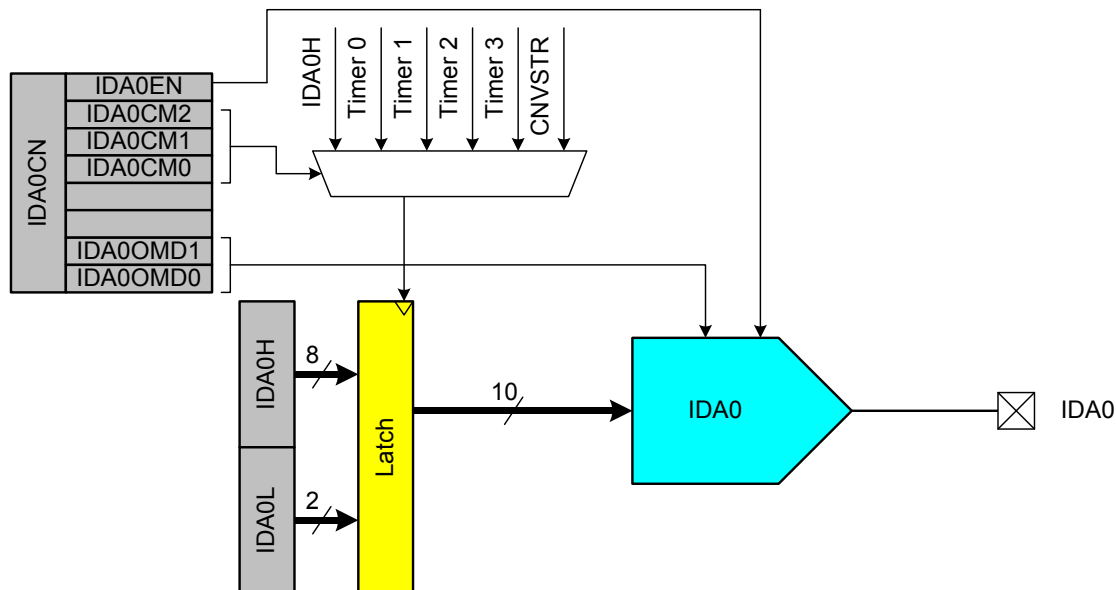 IDA0CN
IDA0EN
IDA0CM2
IDA0CM1
IDA0CM0
IDA0OMD1
IDA0OMD0
IDA0H
Timer 0
Timer 1
Timer 2
Timer 3
CNVSTR
IDA0H
IDA0L
8
2
Latch
10
IDA0
IDA0